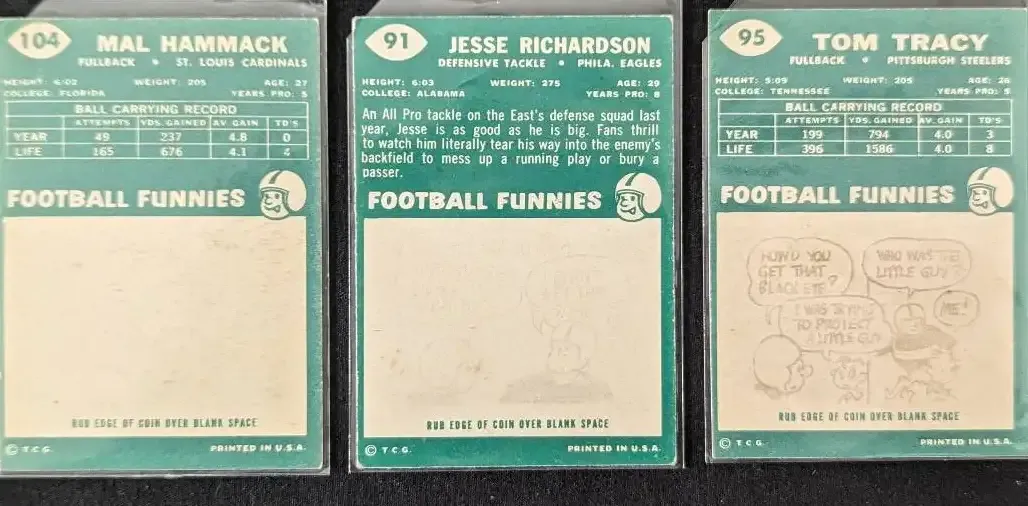 104
MAL HAMMACK
FULLBACK • ST. LOUIS CARDINALS
HEIGHT: 6:02 WEIGHT: 205 AGE: 27
COLLEGE: FLORIDA YEARS PRO: 5
BALL CARRYING RECORD
ATTEMPTS YDS. GAINED AV. GAIN TD'S
YEAR 49 237 4.8 0
LIFE 165 676 4.1 4
FOOTBALL FUNNIES
RUB EDGE OF COIN OVER BLANK SPACE
© T.C.G. PRINTED IN U.S.A.
91
JESSE RICHARDSON
DEFENSIVE TACKLE • PHILA. EAGLES
HEIGHT: 6:03 WEIGHT: 275 AGE: 29
COLLEGE: ALABAMA YEARS PRO: 8
An All Pro tackle on the East's defense squad last
year, Jesse is as good as he is big. Fans thrill
to watch him literally tear his way into the enemy's
backfield to mess up a running play or bury a
passer.
FOOTBALL FUNNIES
RUB EDGE OF COIN OVER BLANK SPACE
© T.C.G. PRINTED IN U.S.A.
95
TOM TRACY
FULLBACK • PITTSBURGH STEELERS
HEIGHT: 5:09 WEIGHT: 205 AGE: 26
COLLEGE: TENNESSEE YEARS PRO: 5
BALL CARRYING RECORD
ATTEMPTS YDS. GAINED AV. GAIN TD'S
YEAR 199 794 4.0 3
LIFE 396 1586 4.0 8
FOOTBALL FUNNIES
HOW'D YOU
GET THAT
BLACK EYE?
WHO WAS THE
LITTLE GUY?
I WAS TRYING
TO PROTECT
A LITTLE GUY
ME!
RUB EDGE OF COIN OVER BLANK SPACE
© T.C.G. PRINTED IN U.S.A.